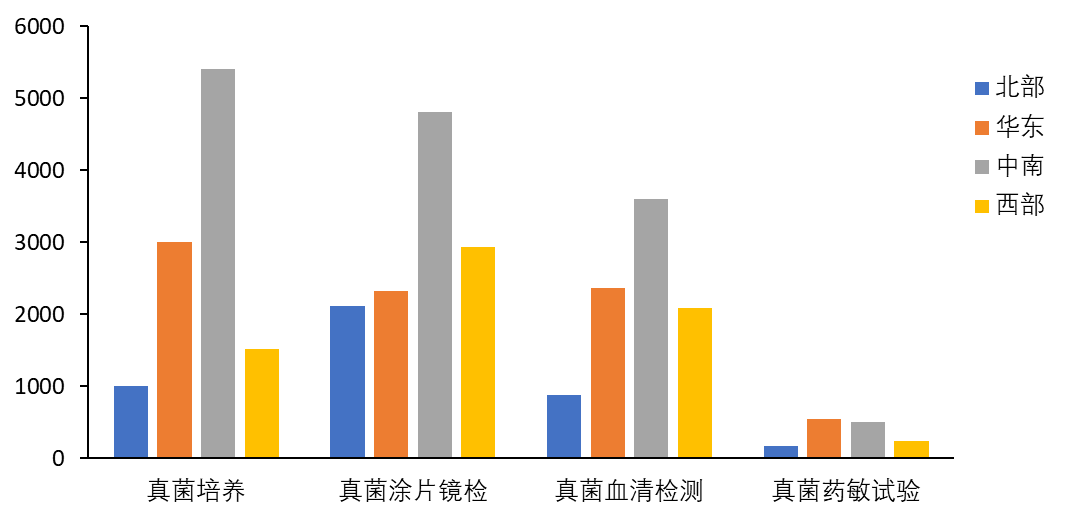 6000
5000
4000
3000
2000
1000
0
真菌培养
真菌涂片镜检
真菌血清检测
真菌药敏试验
北部
华东
中南
西部